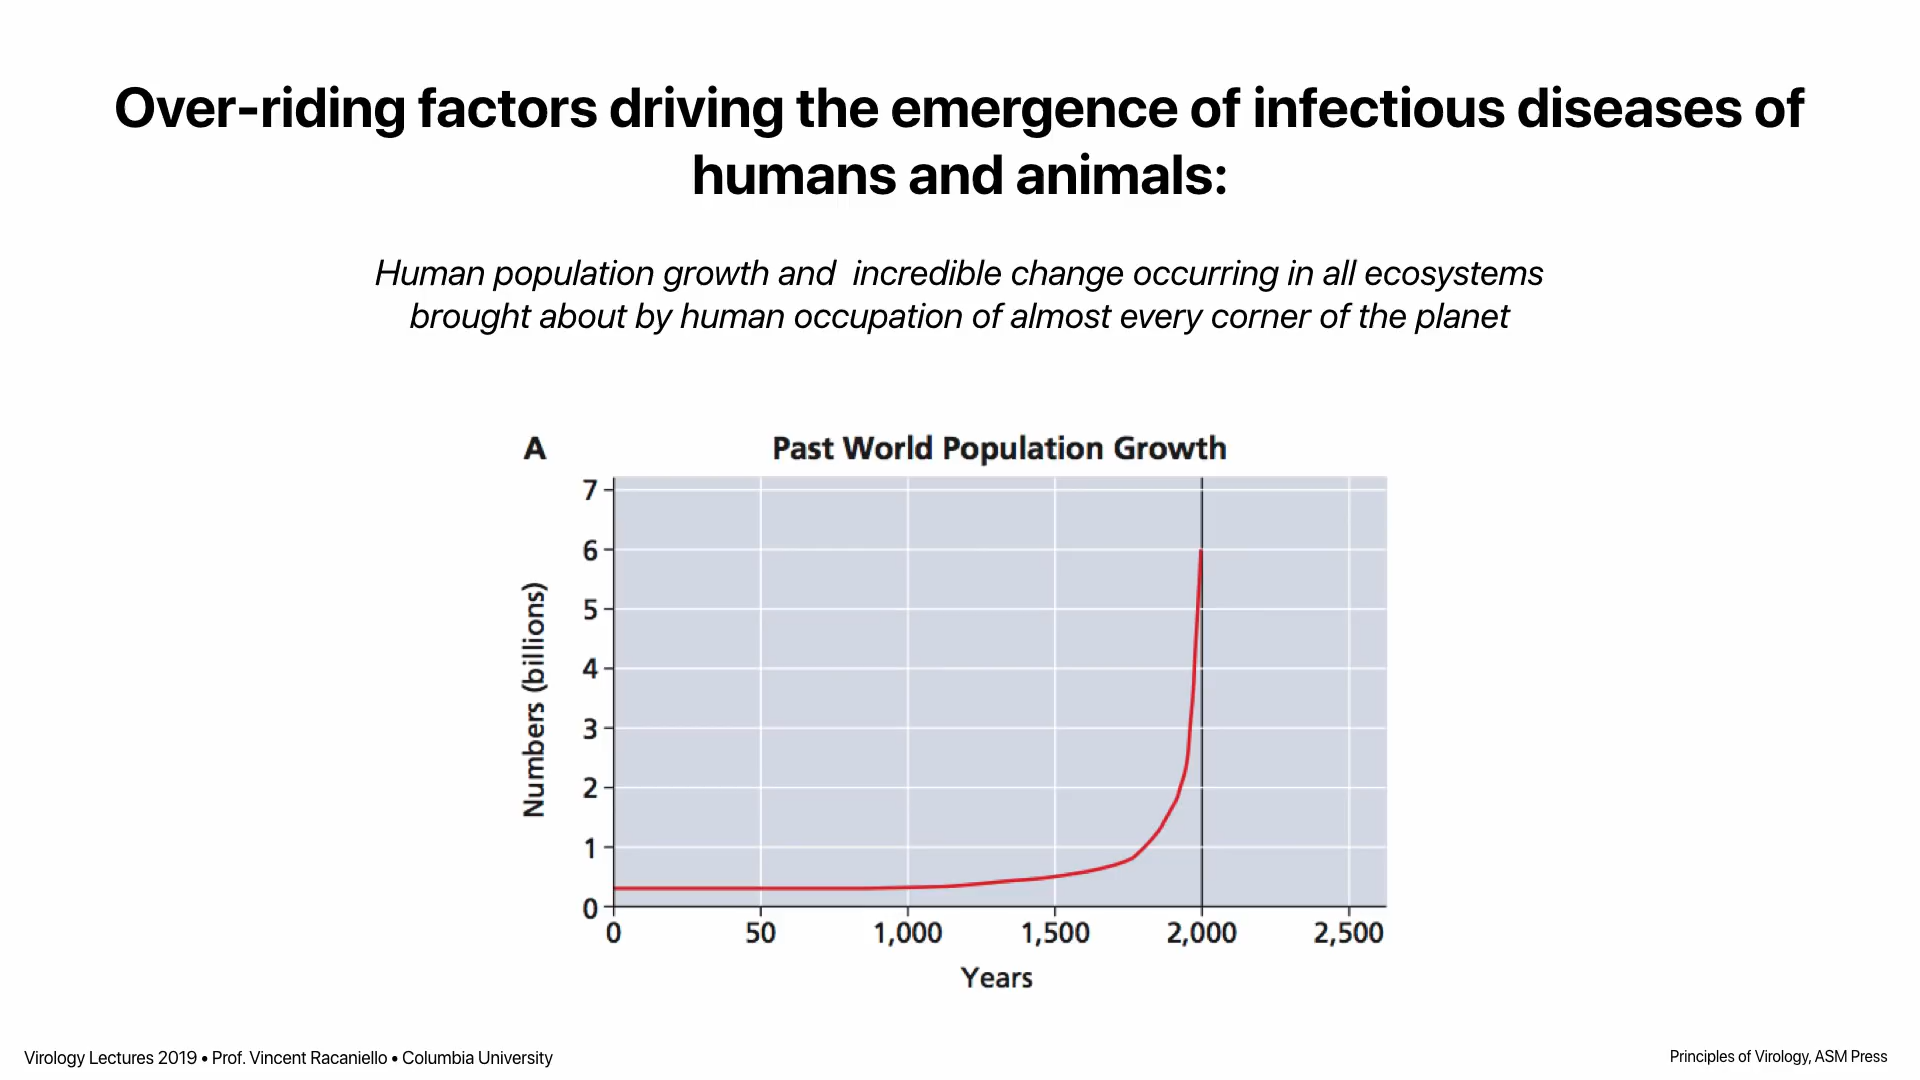 Over-riding factors driving the emergence of infectious diseases of
humans and animals:
Human population growth and  incredible change occurring in all ecosystems
brought about by human occupation of almost every corner of the planet
A
Past World Population Growth
Numbers (billions)
7
6
5
4
3
2
1
0
0 50 1,000 1,500 2,000 2,500
Years
Virology Lectures 2019 • Prof. Vincent Racaniello • Columbia University
Principles of Virology, ASM Press